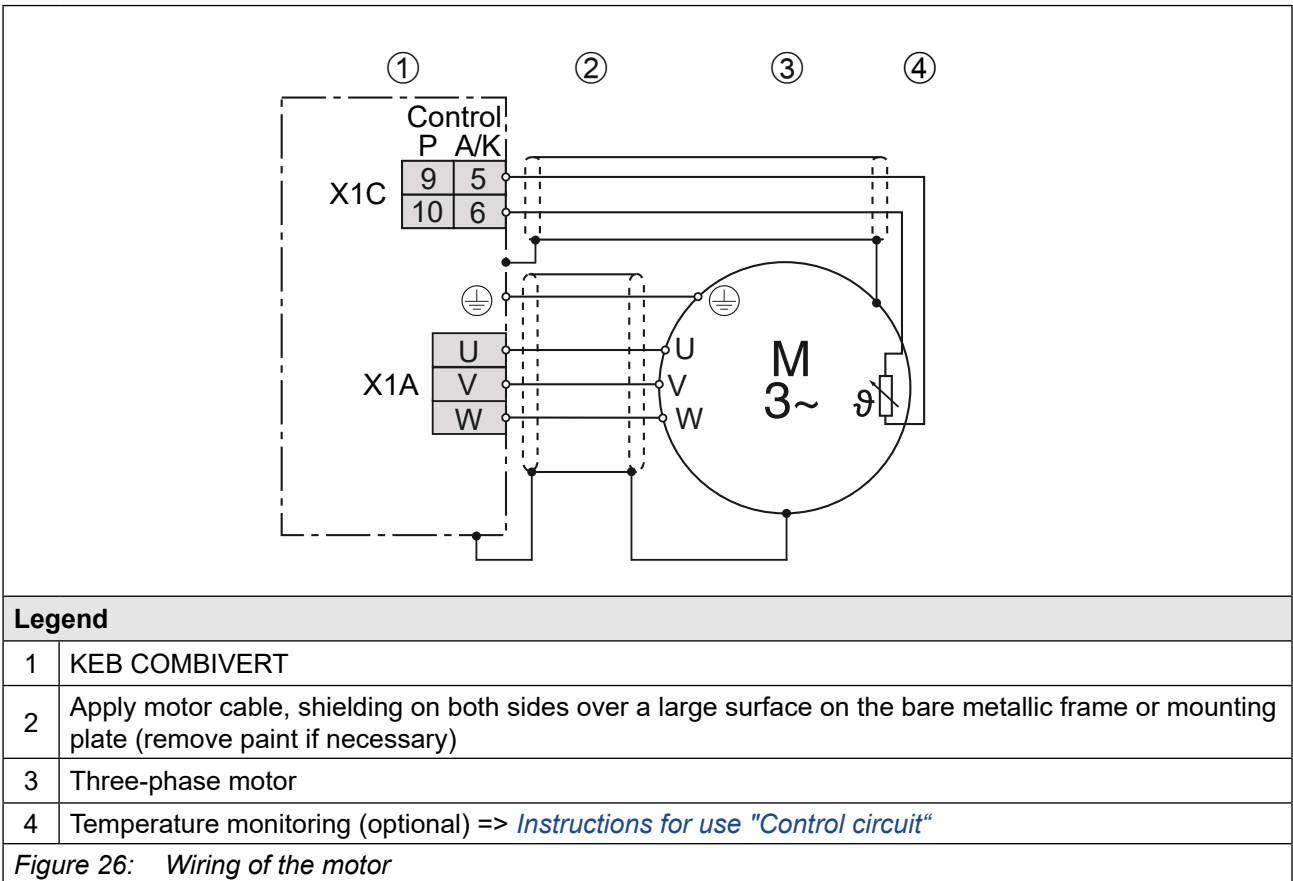 ① ② ③ ④
Control
P A/K
X1C
9 5
10 6
U U
X1A V V
W W
M
3~
ϑ
Legend
1 KEB COMBIVERT
2 Apply motor cable, shielding on both sides over a large surface on the bare metallic frame or mounting
plate (remove paint if necessary)
3 Three-phase motor
4 Temperature monitoring (optional) => Instructions for use "Control circuit“
Figure 26: Wiring of the motor